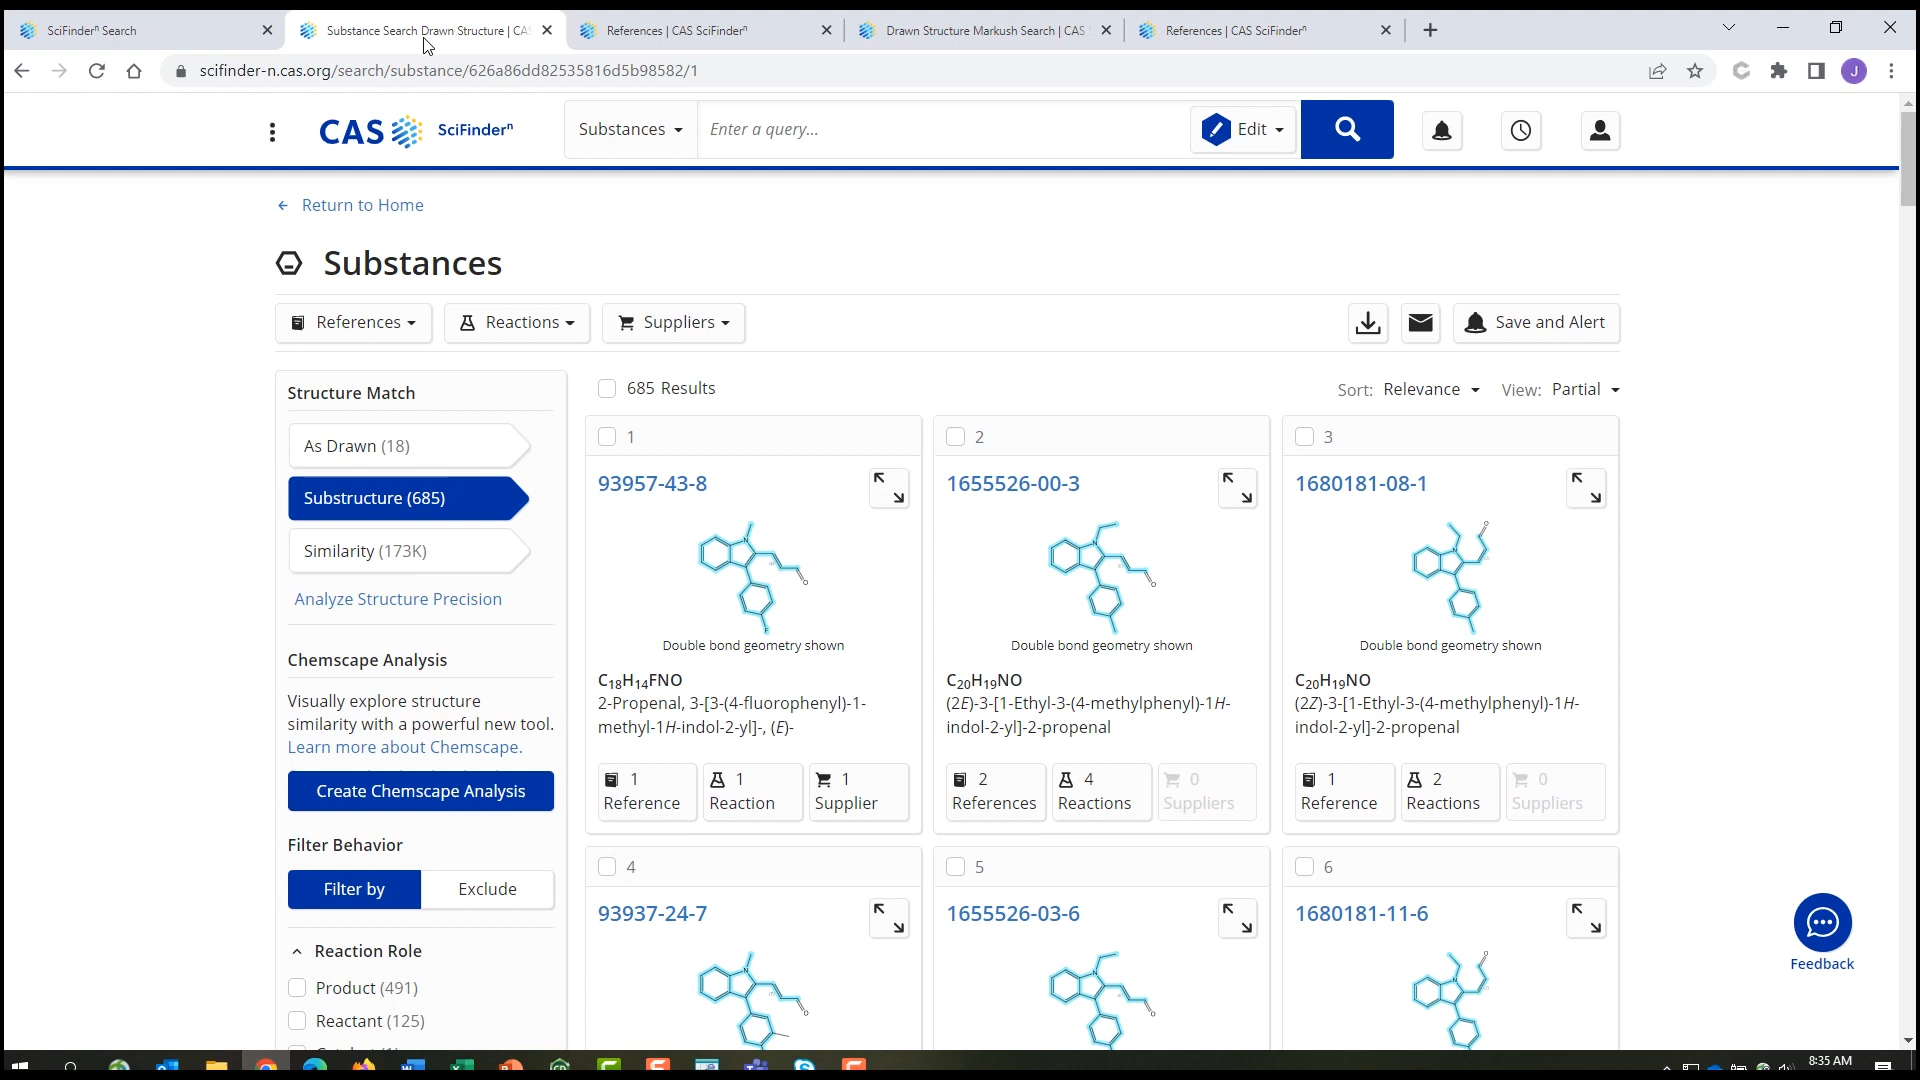 SciFinderⁿ Search
Substance Search Drawn Structure | CAS
References | CAS SciFinderⁿ
Drawn Structure Markush Search | CAS
References | CAS SciFinderⁿ
scifinder-n.cas.org/search/substance/626a86dd82535816d5b98582/1
J
CAS SciFinderⁿ
Substances
Enter a query...
Edit
Return to Home
Substances
References
Reactions
Suppliers
Save and Alert
Structure Match
As Drawn (18)
Substructure (685)
Similarity (173K)
Analyze Structure Precision
Chemscape Analysis
Visually explore structure
similarity with a powerful new tool.
Learn more about Chemscape.
Create Chemscape Analysis
Filter Behavior
Filter by
Exclude
Reaction Role
Product (491)
Reactant (125)
685 Results
Sort: Relevance
View: Partial
1
93957-43-8
Double bond geometry shown
C₁₈H₁₄FNO
2-Propenal, 3-[3-(4-fluorophenyl)-1-
methyl-1H-indol-2-yl]-, (E)-
1 Reference
1 Reaction
1 Supplier
2
1655526-00-3
Double bond geometry shown
C₂₀H₁₉NO
(2E)-3-[1-Ethyl-3-(4-methylphenyl)-1H-
indol-2-yl]-2-propenal
2 References
4 Reactions
0 Suppliers
3
1680181-08-1
Double bond geometry shown
C₂₀H₁₉NO
(2Z)-3-[1-Ethyl-3-(4-methylphenyl)-1H-
indol-2-yl]-2-propenal
1 Reference
2 Reactions
0 Suppliers
4
93937-24-7
5
1655526-03-6
6
1680181-11-6
Feedback
8:35 AM